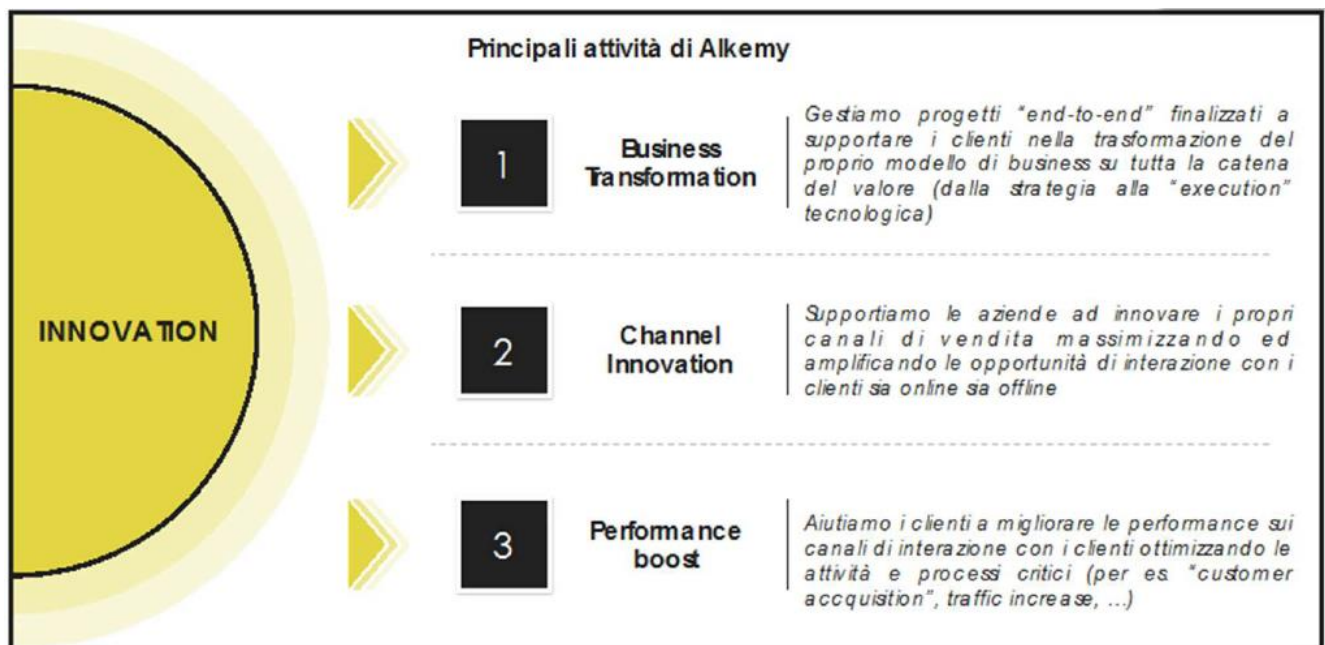 Principali attività di Alkemy
INNOVATION
1
Business
Transformation
Gestiamo progetti “end-to-end” finalizzati a
supportare i clienti nella trasformazione del
proprio modello di business su tutta la catena
del valore (dalla strategia alla “execution”
tecnologica)
2
Channel
Innovation
Supportiamo le aziende ad innovare i propri
canali di vendita massimizzando ed
amplificando le opportunità di interazione con i
clienti sia online sia offline
3
Performance
boost
Aiutiamo i clienti a migliorare le performance sui
canali di interazione con i clienti ottimizzando le
attività e processi critici (per es. “customer
accquisition”, traffic increase, ...)